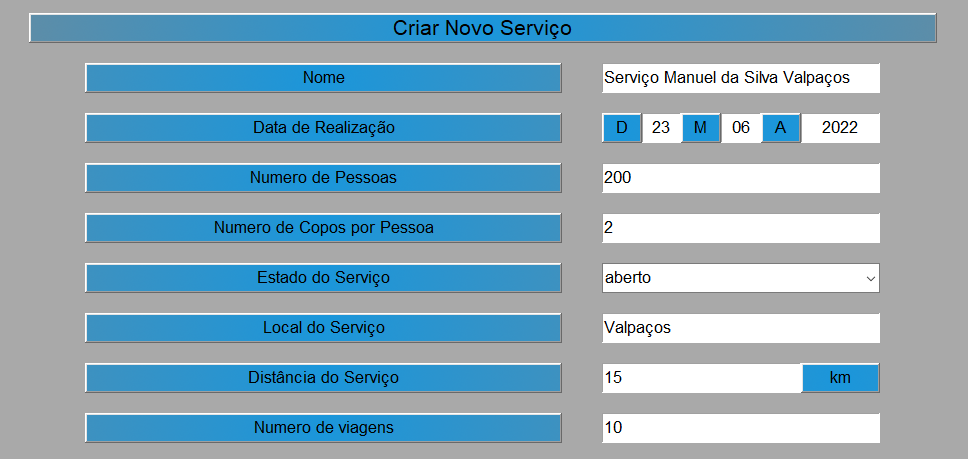 Criar Novo Serviço
Nome Serviço Manuel da Silva Valpaços
Data de Realização D 23 M 06 A 2022
Numero de Pessoas 200
Numero de Copos por Pessoa 2
Estado do Serviço aberto
Local do Serviço Valpaços
Distância do Serviço 15 km
Numero de viagens 10